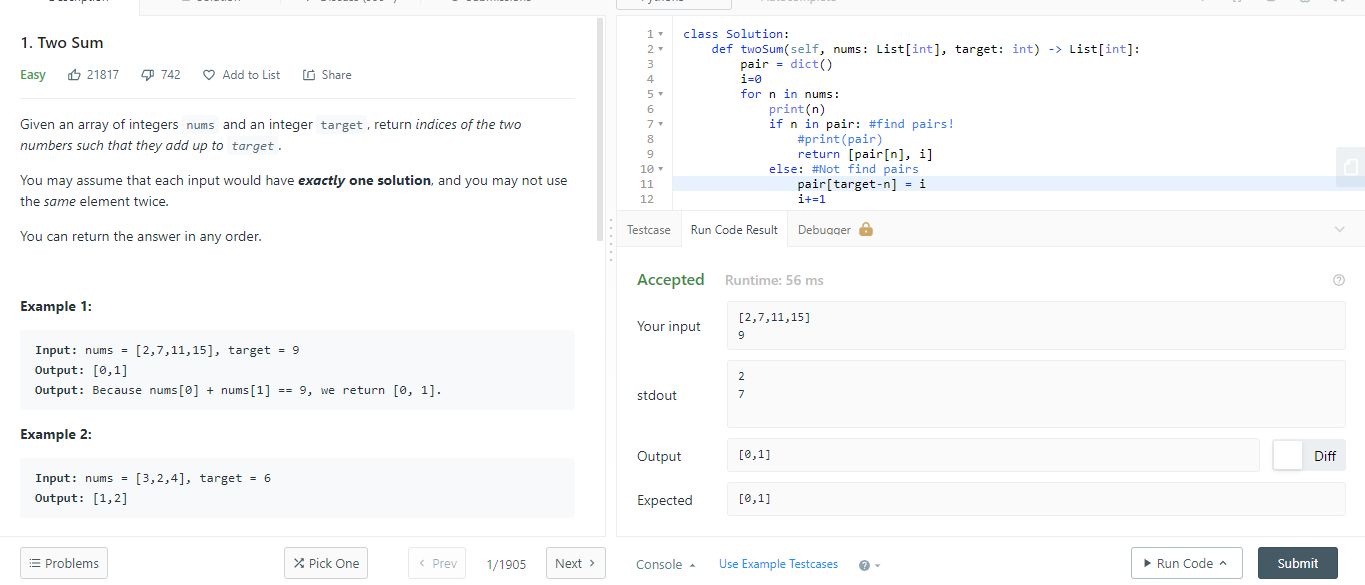 1. Two Sum
Easy 21817 742 Add to List Share
Given an array of integers nums and an integer target, return indices of the two
numbers such that they add up to target.
You may assume that each input would have exactly one solution, and you may not use
the same element twice.
You can return the answer in any order.
Example 1:
Input: nums = [2,7,11,15], target = 9
Output: [0,1]
Output: Because nums[0] + nums[1] == 9, we return [0, 1].
Example 2:
Input: nums = [3,2,4], target = 6
Output: [1,2]
Problems
Pick One
Prev
1/1905
Next
1 class Solution:
2 def twoSum(self, nums: List[int], target: int) -> List[int]:
3 pair = dict()
4 i=0
5 for n in nums:
6 print(n)
7 if n in pair: #find pairs!
8 #print(pair)
9 return [pair[n], i]
10 else: #Not find pairs
11 pair[target-n] = i
12 i+=1
Testcase Run Code Result Debugger
Accepted Runtime: 56 ms
Your input
[2,7,11,15]
9
stdout
2
7
Output
[0,1]
Diff
Expected
[0,1]
Console Use Example Testcases
Run Code
Submit